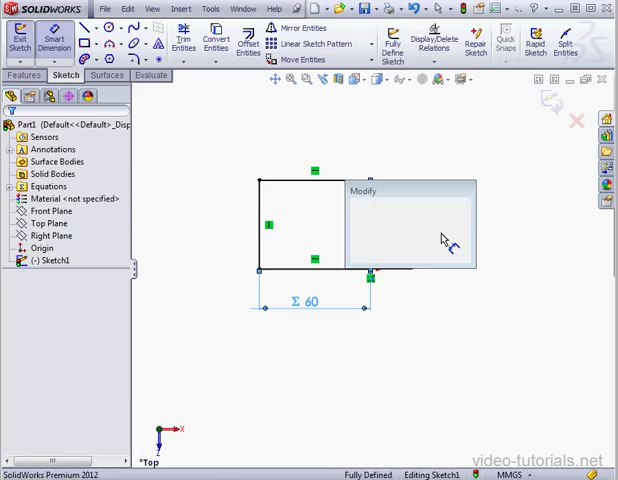 SOLIDWORKS
File Edit View Insert Tools
Exit Sketch
Smart Dimension
Trim Entities
Convert Entities
Offset Entities
Mirror Entities
Linear Sketch Pattern
Move Entities
Fully Define Sketch
Display/Delete Relations
Repair Sketch
Quick Snaps
Rapid Sketch
Split Entities
Features Sketch Surfaces Evaluate
Part1 (Default<<Default>_Disp
Sensors
Annotations
Surface Bodies
Solid Bodies
Equations
Material <not specified>
Front Plane
Top Plane
Right Plane
Origin
(-) Sketch1
Modify
Σ 60
X
Z
*Top
SolidWorks Premium 2012
Fully Defined
Editing Sketch1
MMGS
video-tutorials.net